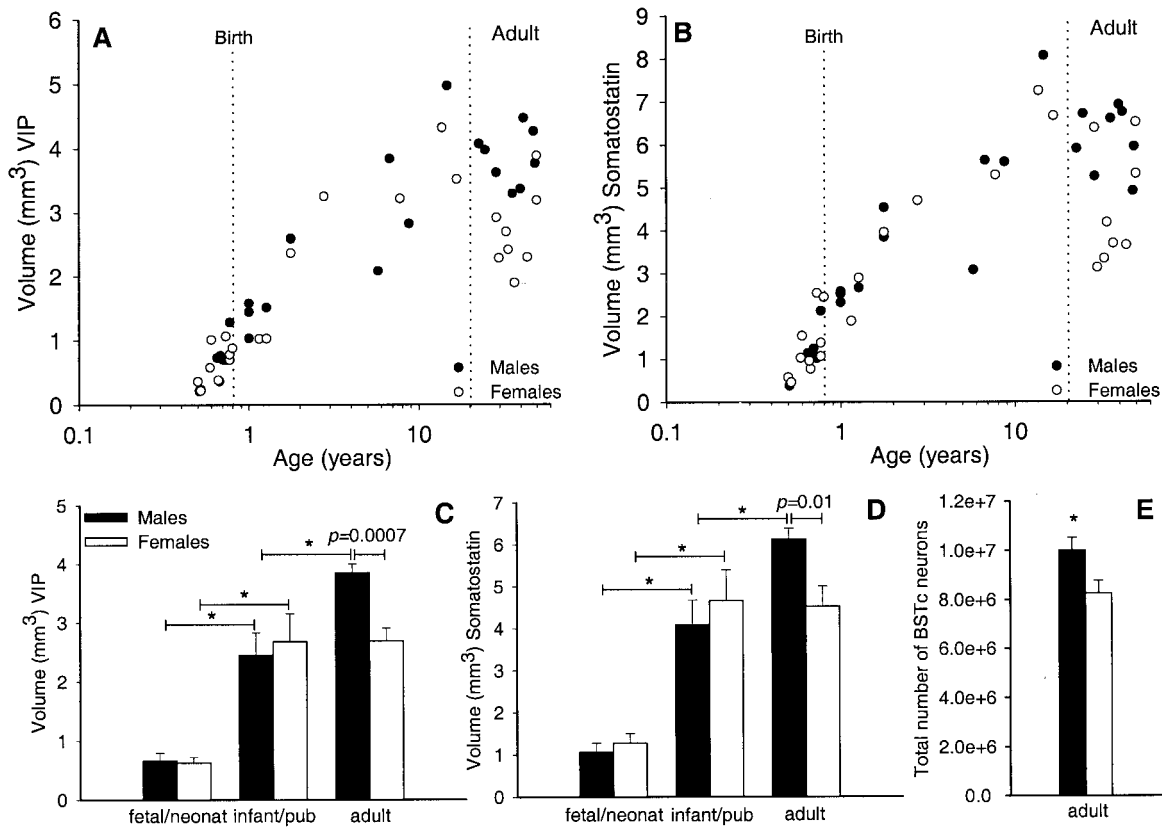 A
Birth
Adult
Volume (mm3) VIP
6
5
4
3
2
1
0
Males
Females
0.1
1
10
Age (years)
B
Birth
Adult
Volume (mm3) Somatostatin
9
8
7
6
5
4
3
2
1
0
Males
Females
0.1
1
10
Age (years)
C
Males
Females
Volume (mm3) VIP
5
4
3
2
1
0
* p=0.0007
*
*
fetal/neonat infant/pub adult
D
Volume (mm3) Somatostatin
7
6
5
4
3
2
1
0
* p=0.01
*
*
fetal/neonat infant/pub adult
E
Total number of BSTc neurons
1.2e+7
1.0e+7
8.0e+6
6.0e+6
4.0e+6
2.0e+6
0.0
*
adult